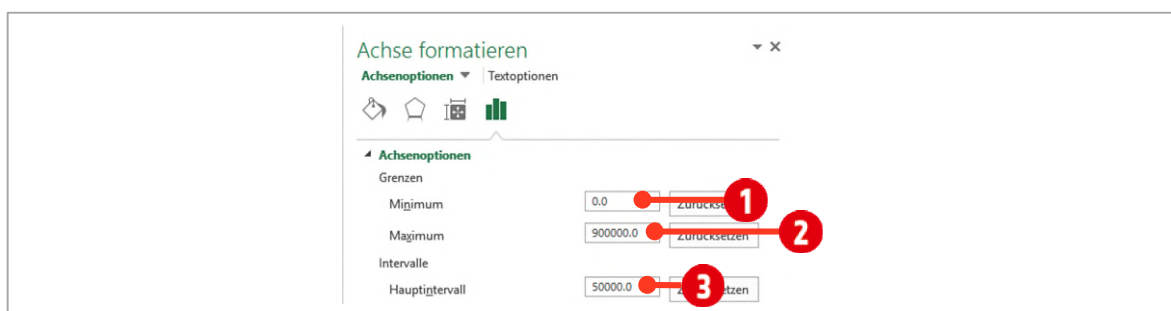 Achse formatieren
Achsenoptionen Textoptionen
Achsenoptionen
Grenzen
Minimum 0.0 1
Maximum 900000.0 Zurücksetzen 2
Intervalle
Hauptintervall 50000.0 3